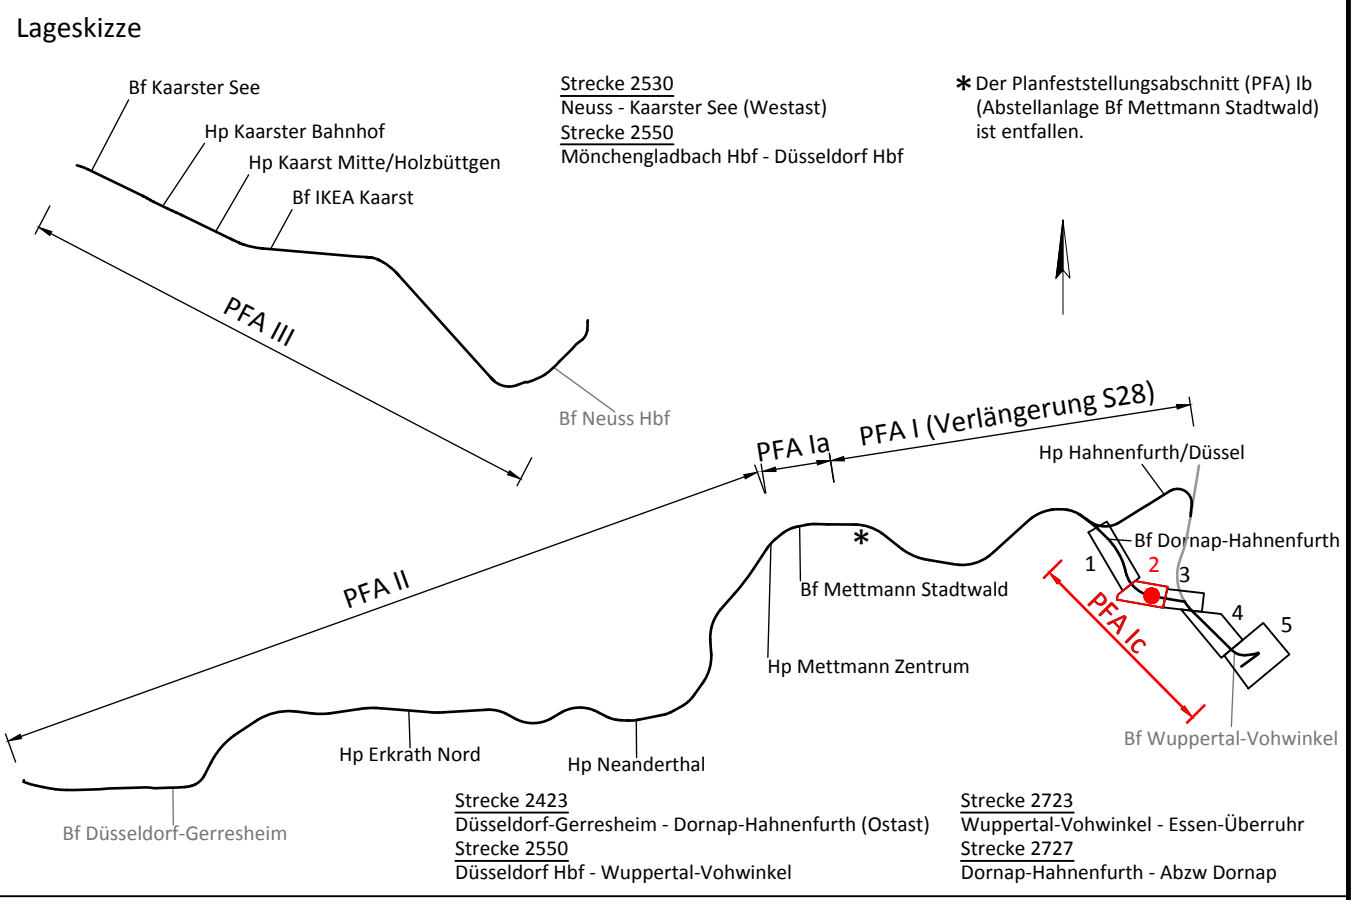 Lageskizze
Bf Kaarster See
Hp Kaarster Bahnhof
Hp Kaarst Mitte/Holzbüttgen
Bf IKEA Kaarst
Strecke 2530
Neuss - Kaarster See (Westast)
Strecke 2550
Mönchengladbach Hbf - Düsseldorf Hbf
* Der Planfeststellungsabschnitt (PFA) Ib
(Abstellanlage Bf Mettmann Stadtwald)
ist entfallen.
PFA III
Bf Neuss Hbf
PFA Ia
PFA I (Verlängerung S28)
Hp Hahnenfurth/Düssel
*
Bf Dornap-Hahnenfurth
1
2
3
4
5
PFA Ic
PFA II
Bf Mettmann Stadtwald
Hp Mettmann Zentrum
Bf Wuppertal-Vohwinkel
Hp Erkrath Nord
Hp Neanderthal
Bf Düsseldorf-Gerresheim
Strecke 2423
Düsseldorf-Gerresheim - Dornap-Hahnenfurth (Ostast)
Strecke 2550
Düsseldorf Hbf - Wuppertal-Vohwinkel
Strecke 2723
Wuppertal-Vohwinkel - Essen-Überruhr
Strecke 2727
Dornap-Hahnenfurth - Abzw Dornap